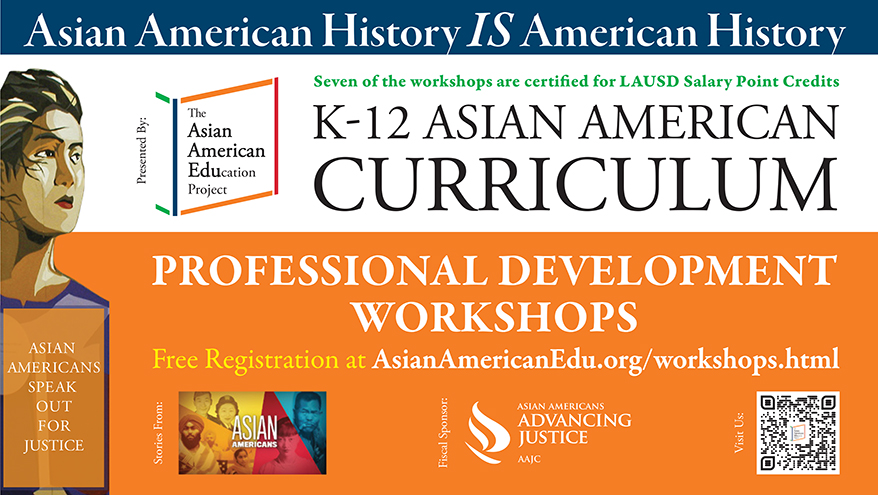 Asian American History IS American History
Seven of the workshops are certified for LAUSD Salary Point Credits
Presented By:
The
Asian
American
Education
Project
K-12 ASIAN AMERICAN
CURRICULUM
PROFESSIONAL DEVELOPMENT
WORKSHOPS
Free Registration at AsianAmericanEdu.org/workshops.html
ASIAN
AMERICANS
SPEAK
OUT
FOR
JUSTICE
Stories From:
ASIAN
AMERICANS
Fiscal Sponsor:
ASIAN AMERICANS
ADVANCING
JUSTICE
AAJC
Visit Us: